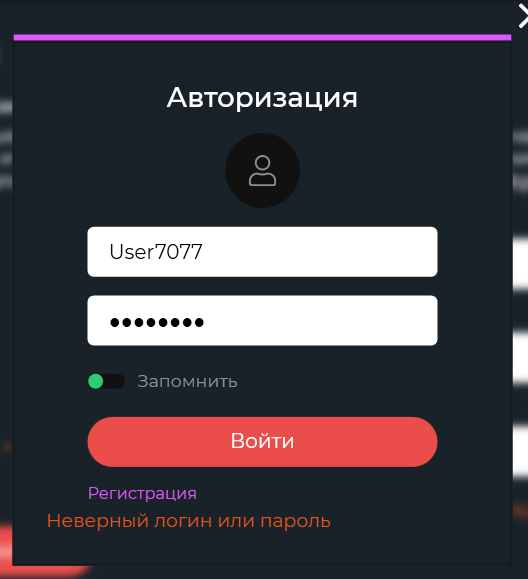 Авторизация
User7077
••••••••
Запомнить
Войти
Регистрация
Неверный логин или пароль